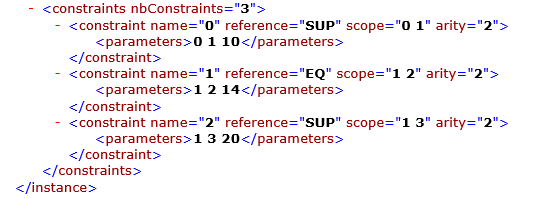 - <constraints nbConstraints="3">
- <constraint name="0" reference="SUP" scope="0 1" arity="2">
<parameters>0 1 10</parameters>
</constraint>
- <constraint name="1" reference="EQ" scope="1 2" arity="2">
<parameters>1 2 14</parameters>
</constraint>
- <constraint name="2" reference="SUP" scope="1 3" arity="2">
<parameters>1 3 20</parameters>
</constraint>
</constraints>
</instance>